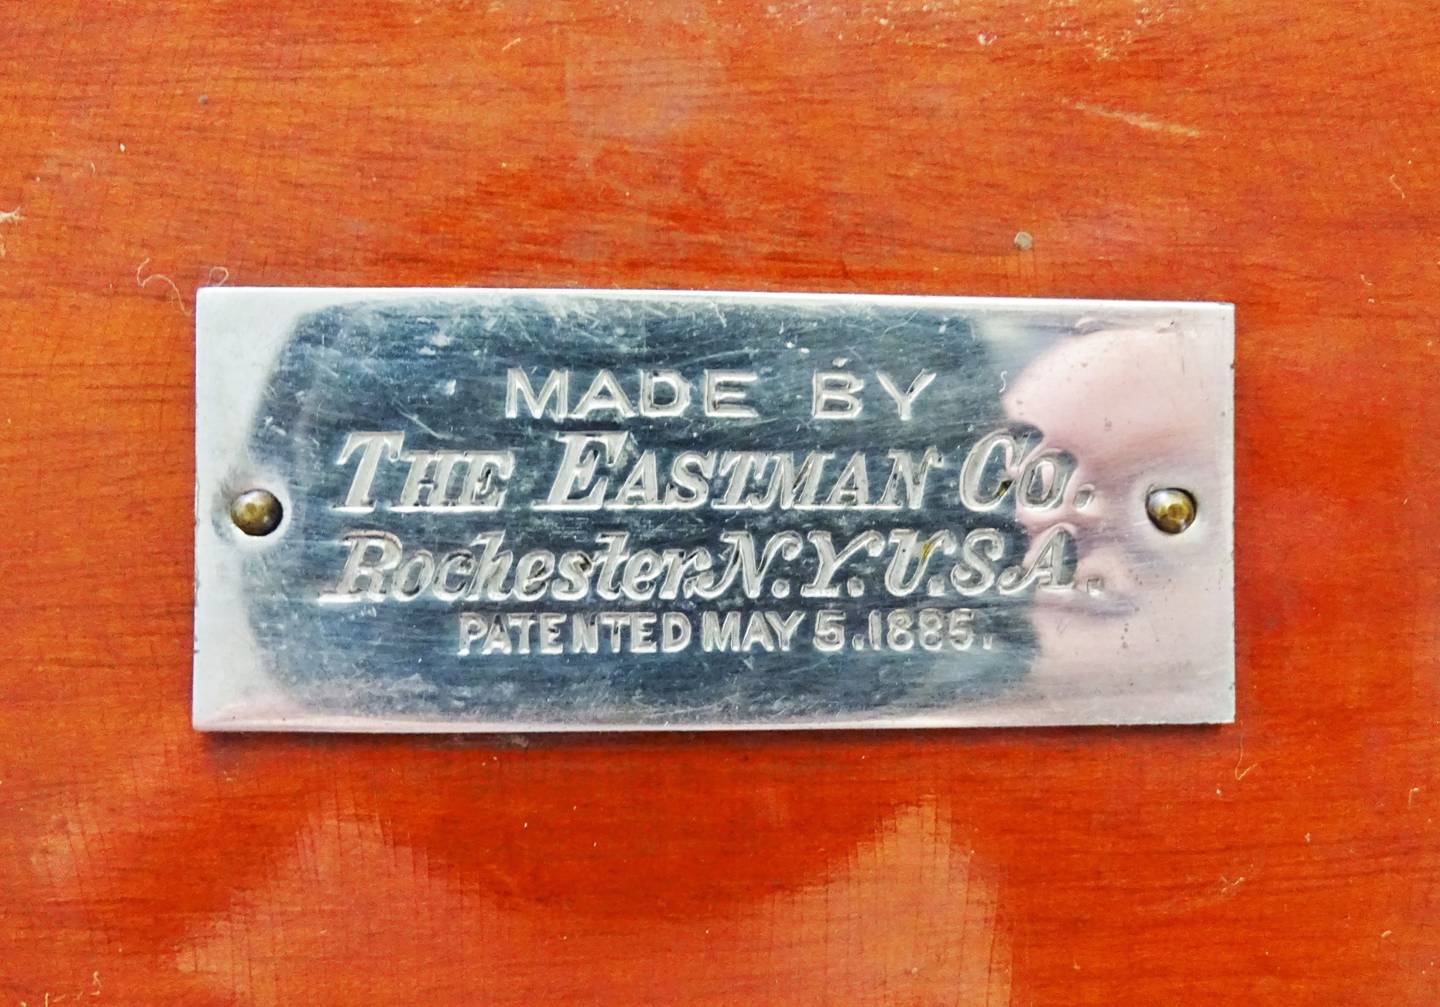 MADE BY
THE EASTMAN CO.
Rochester N.Y. U.S.A.
PATENTED MAY 5. 1885.